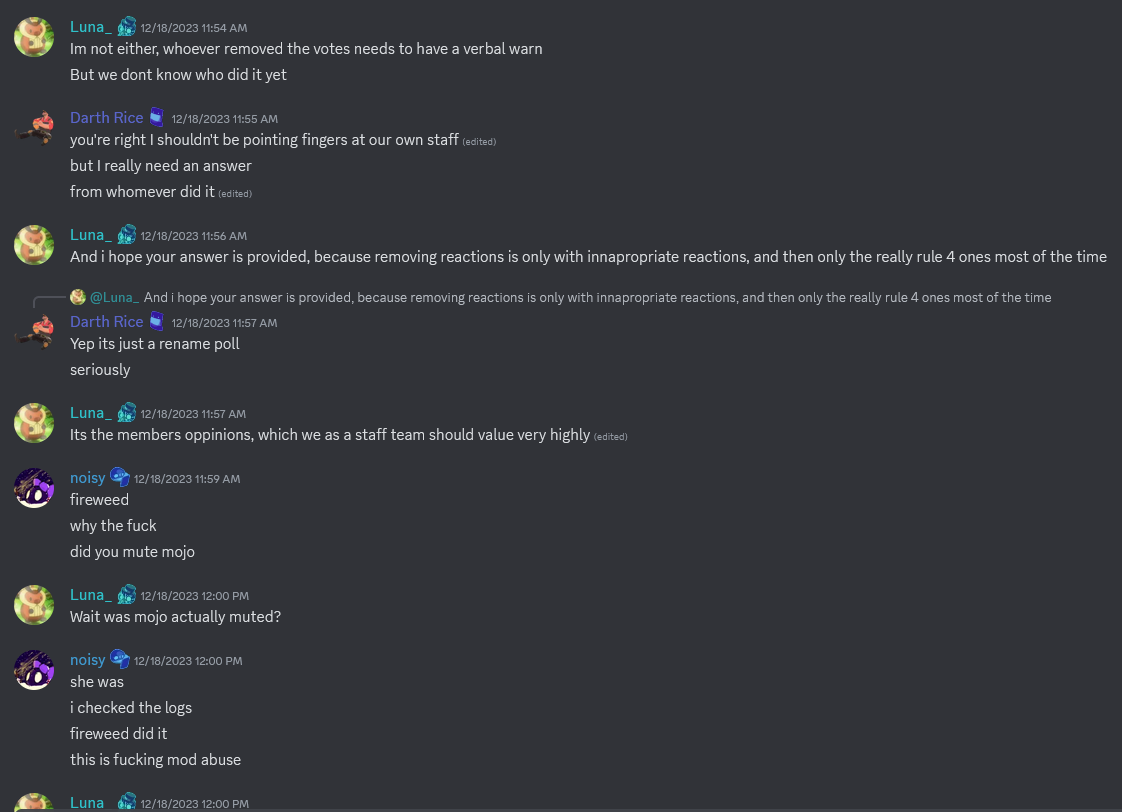 Luna_ 12/18/2023 11:54 AM
Im not either, whoever removed the votes needs to have a verbal warn
But we dont know who did it yet
Darth Rice 12/18/2023 11:55 AM
you're right I shouldn't be pointing fingers at our own staff (edited)
but I really need an answer
from whomever did it (edited)
Luna_ 12/18/2023 11:56 AM
And i hope your answer is provided, because removing reactions is only with innapropriate reactions, and then only the really rule 4 ones most of the time
@Luna_ And i hope your answer is provided, because removing reactions is only with innapropriate reactions, and then only the really rule 4 ones most of the time
Darth Rice 12/18/2023 11:57 AM
Yep its just a rename poll
seriously
Luna_ 12/18/2023 11:57 AM
Its the members oppinions, which we as a staff team should value very highly (edited)
noisy 12/18/2023 11:59 AM
fireweed
why the fuck
did you mute mojo
Luna_ 12/18/2023 12:00 PM
Wait was mojo actually muted?
noisy 12/18/2023 12:00 PM
she was
i checked the logs
fireweed did it
this is fucking mod abuse
Luna_ 12/18/2023 12:00 PM